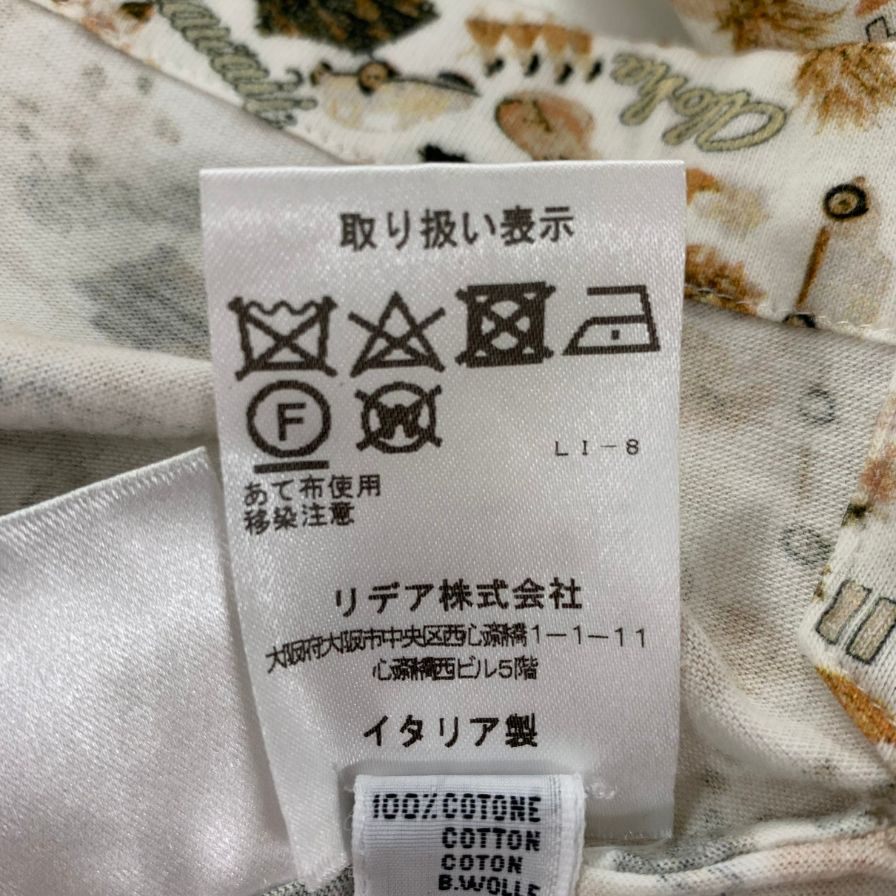 Hawaii
Aloha
取り扱い表示
F
W
LI-8
あて布使用
移染注意
リデア株式会社
大阪府大阪市中央区西心斎橋1-1-11
心斎橋西ビル5階
イタリア製
100% COTONE
COTTON
COTON
B.WOLLE